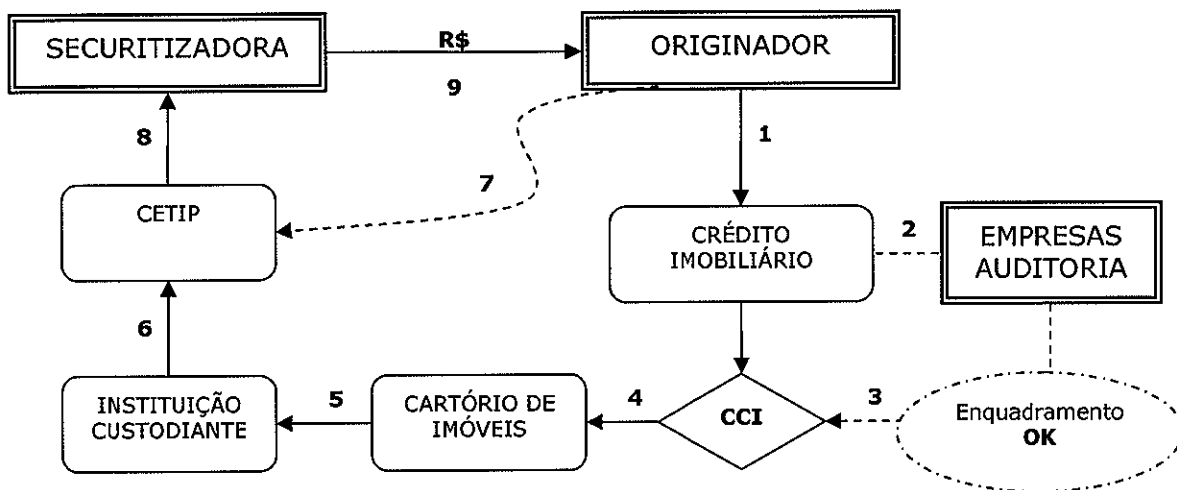 SECURITIZADORA
R$
ORIGINADOR
9
8
1
7
CETIP
CRÉDITO
IMOBILIÁRIO
2
EMPRESAS
AUDITORIA
6
INSTITUIÇÃO
CUSTODIANTE
5
CARTÓRIO DE
IMÓVEIS
4
CCI
3
Enquadramento
OK